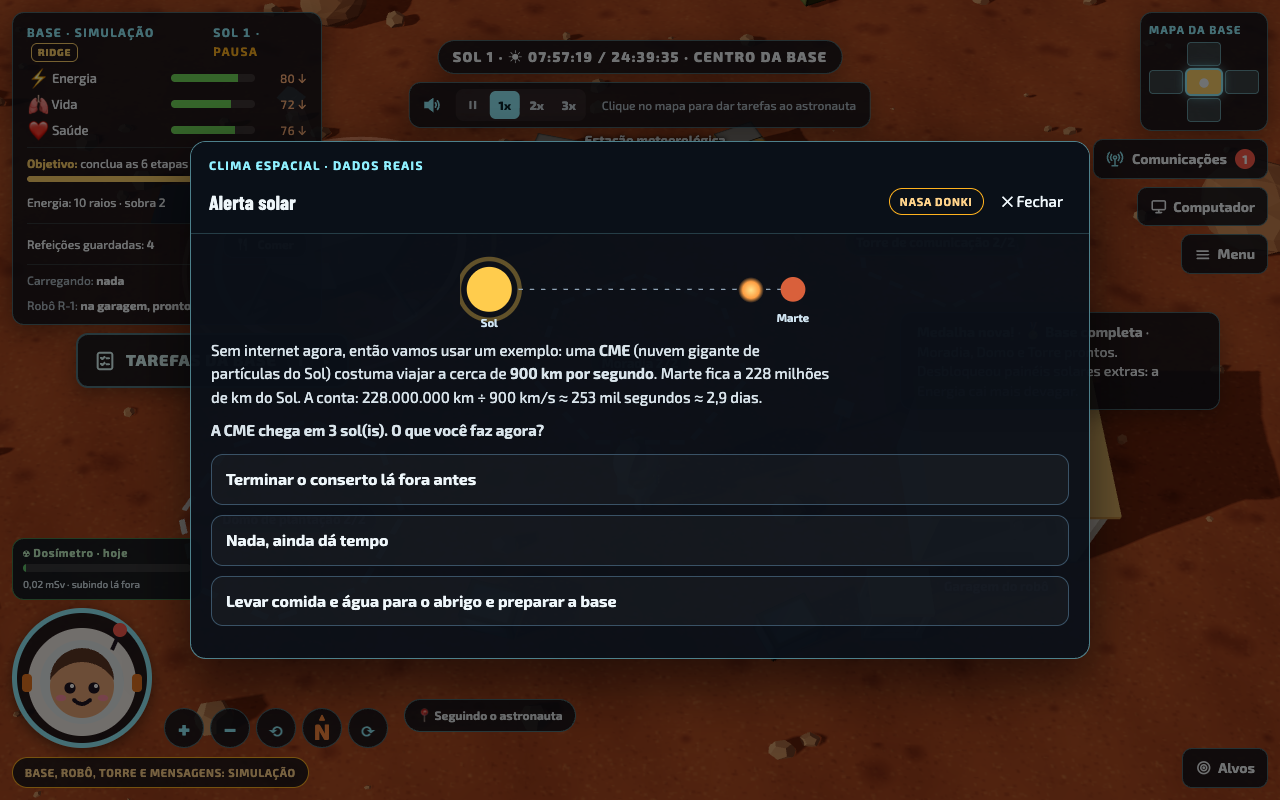 BASE · SIMULAÇÃO
SOL 1 ·
RIDGE
PAUSA
Energia
80 ↓
Vida
72 ↓
Saúde
76 ↓
Objetivo: conclua as 6 etapas
Energia: 10 raios · sobra 2
Refeições guardadas: 4
Carregando: nada
Robô R-1: na garagem, pronto
TAREFAS
SOL 1 · ☀ 07:57:19 / 24:39:35 · CENTRO DA BASE
1x
2x
3x
Clique no mapa para dar tarefas ao astronauta
Estação meteorológica
MAPA DA BASE
Comunicações
1
Computador
Menu
ompleta ·
ntos.
es extras: a
CLIMA ESPACIAL · DADOS REAIS
Alerta solar
NASA DONKI
Fechar
Sol
Marte
Sem internet agora, então vamos usar um exemplo: uma CME (nuvem gigante de
partículas do Sol) costuma viajar a cerca de 900 km por segundo. Marte fica a 228 milhões
de km do Sol. A conta: 228.000.000 km ÷ 900 km/s ≈ 253 mil segundos ≈ 2,9 dias.
A CME chega em 3 sol(is). O que você faz agora?
Terminar o conserto lá fora antes
Nada, ainda dá tempo
Levar comida e água para o abrigo e preparar a base
Dosímetro · hoje
0,02 mSv · subindo lá fora
N
Seguindo o astronauta
BASE, ROBÔ, TORRE E MENSAGENS: SIMULAÇÃO
Alvos